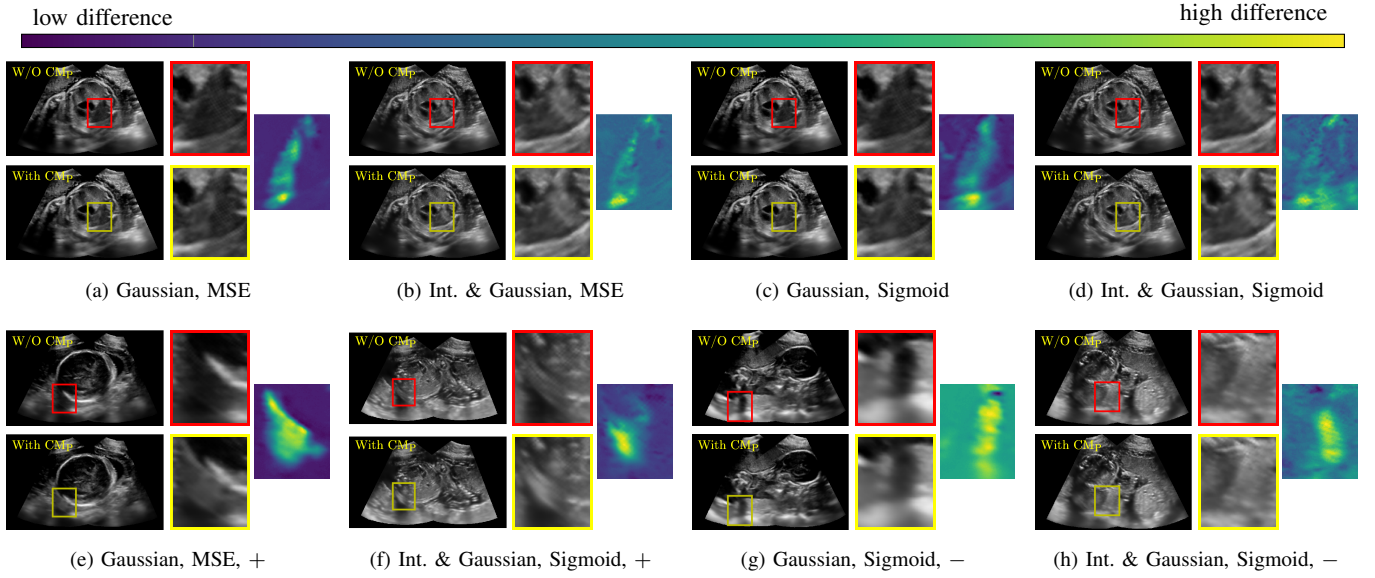 low difference
high difference
W/O CMP
W/O CMP
W/O CMP
W/O CMP
With CMP
With CMP
With CMP
With CMP
(a) Gaussian, MSE
(b) Int. & Gaussian, MSE
(c) Gaussian, Sigmoid
(d) Int. & Gaussian, Sigmoid
W/O CMP
W/O CMP
W/O CMP
W/O CMP
With CMP
With CMP
With CMP
With CMP
(e) Gaussian, MSE, +
(f) Int. & Gaussian, Sigmoid, +
(g) Gaussian, Sigmoid, −
(h) Int. & Gaussian, Sigmoid, −